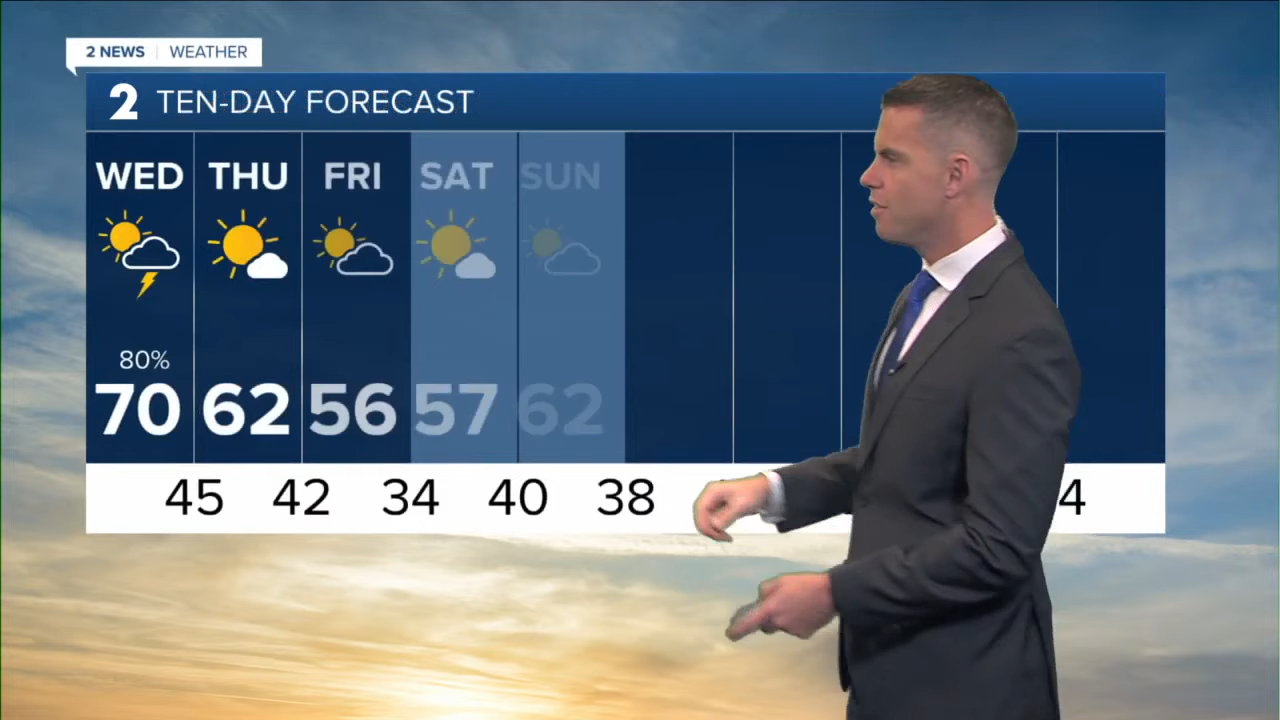 2 NEWS | WEATHER
2 TEN-DAY FORECAST
WED THU FRI SAT SUN
80%
70 62 56 57 62
45 42 34 40 38 4